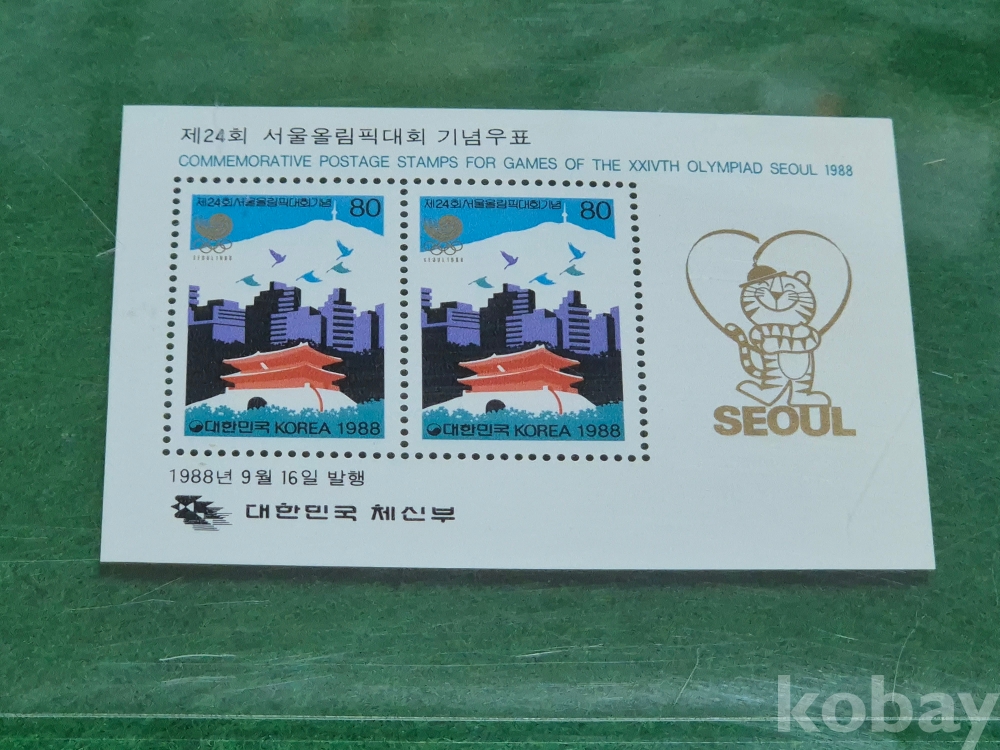 제24회 서울올림픽대회 기념우표
COMMEMORATIVE POSTAGE STAMPS FOR GAMES OF THE XXIVTH OLYMPIAD SEOUL 1988
제24회서울올림픽대회기념 80
SEOUL 1988
대한민국 KOREA 1988
제24회서울올림픽대회기념 80
SEOUL 1988
대한민국 KOREA 1988
SEOUL
1988년 9월 16일 발행
대한민국 체신부
kobay